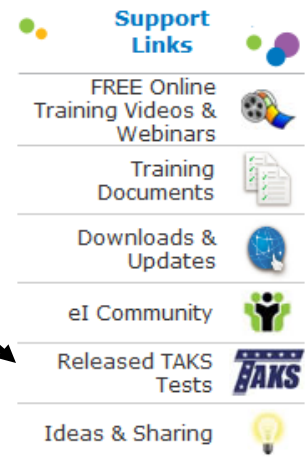 Support
Links
FREE Online
Training Videos &
Webinars
Training
Documents
Downloads &
Updates
eI Community
Released TAKS
Tests
TAKS
Ideas & Sharing